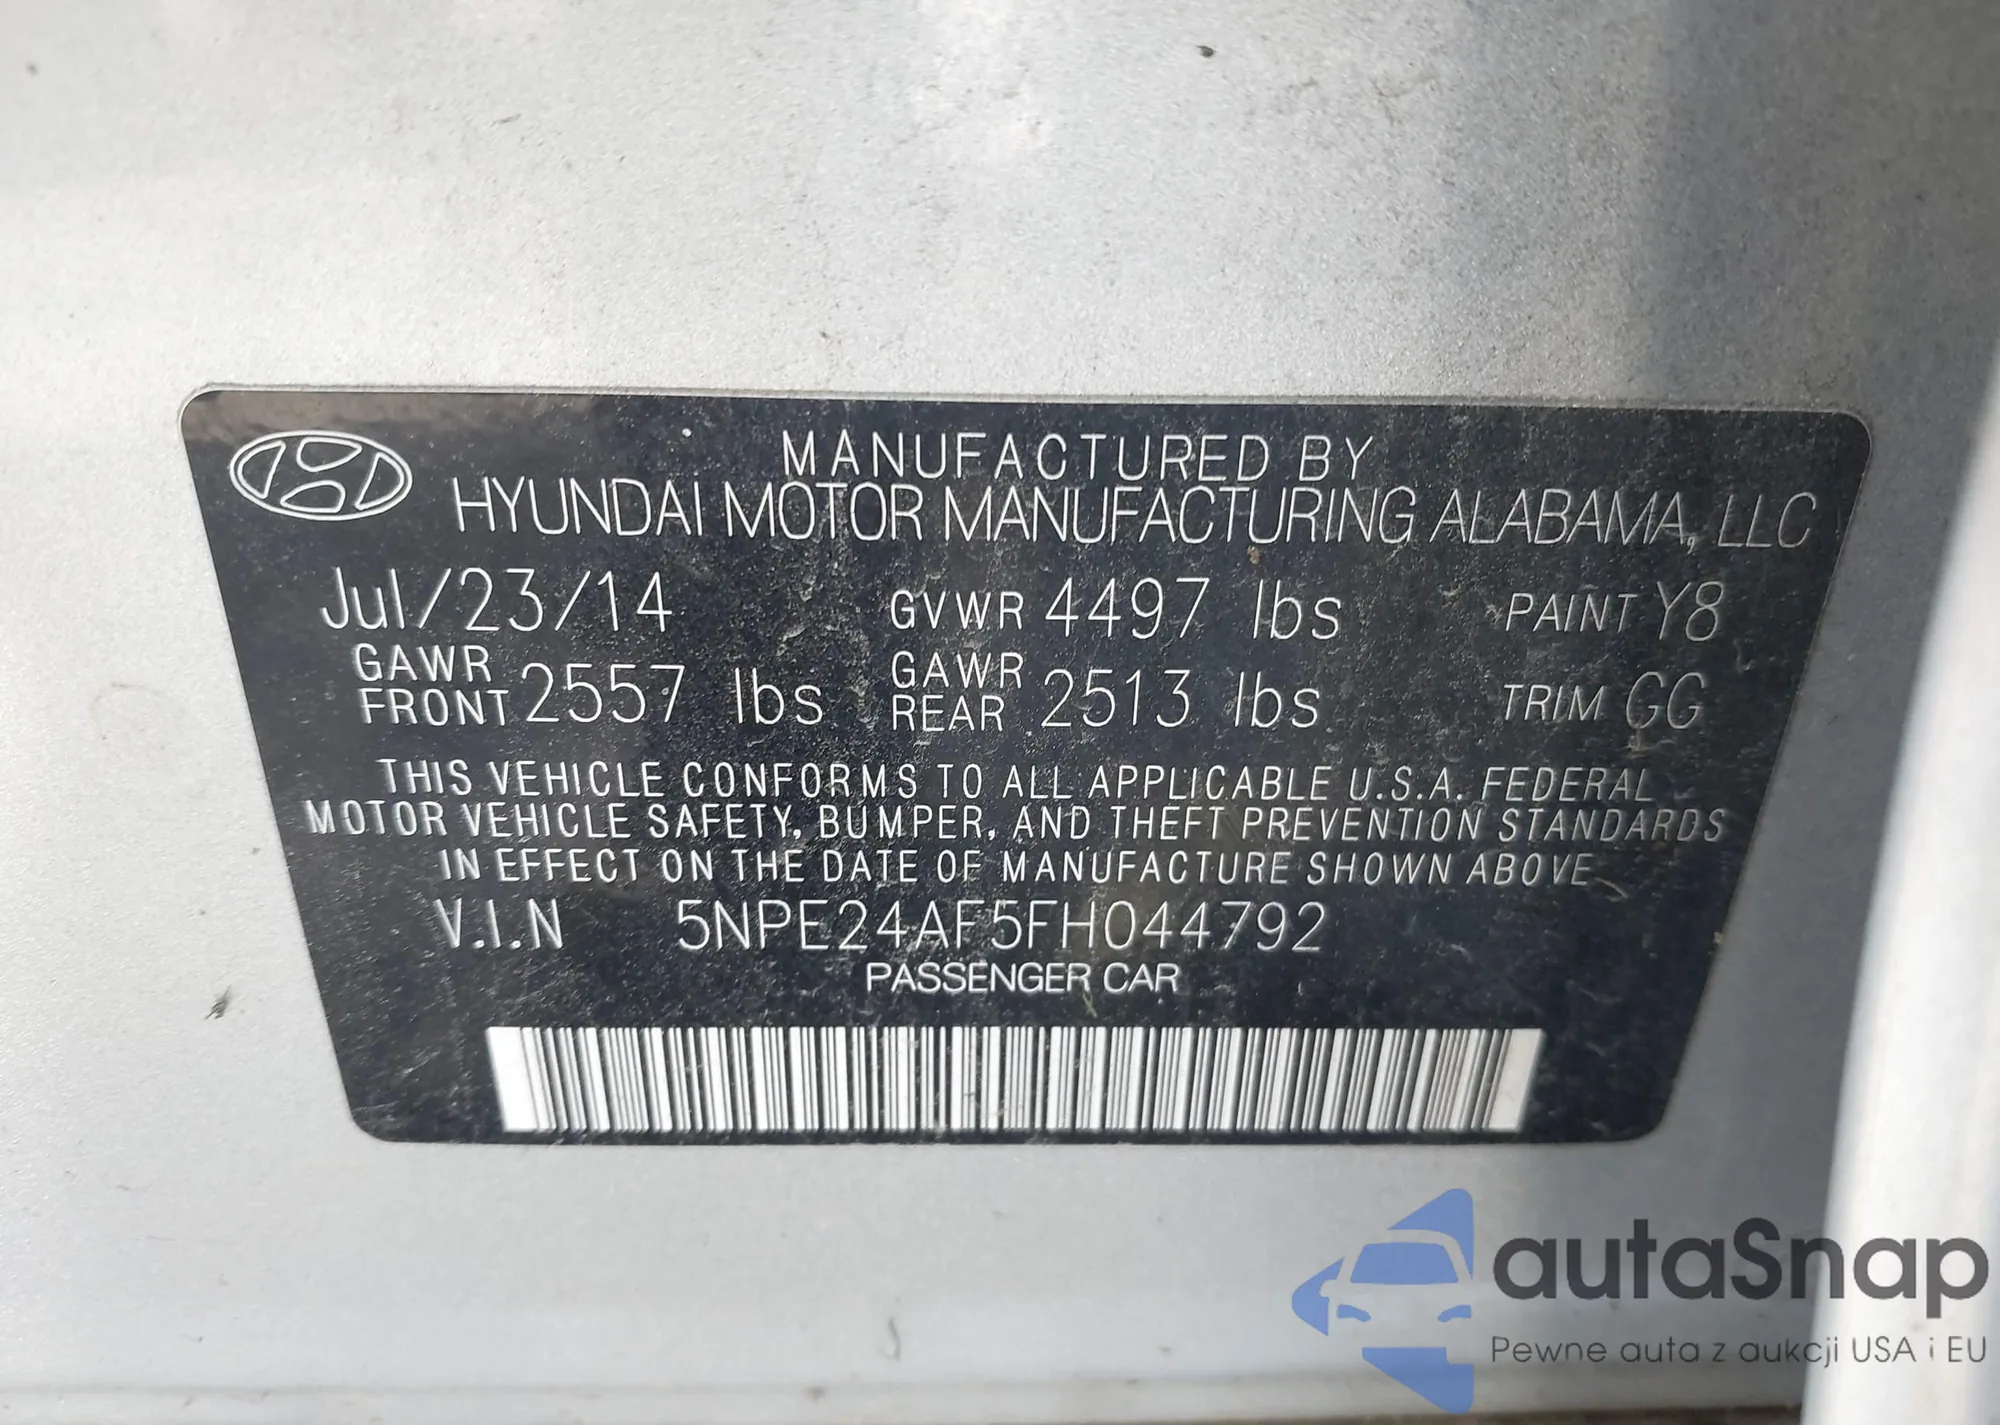 MANUFACTURED BY
HYUNDAI MOTOR MANUFACTURING ALABAMA, LLC
Jul/23/14 GVWR 4497 lbs PAINT Y8
GAWR FRONT 2557 lbs GAWR REAR 2513 lbs TRIM GG
THIS VEHICLE CONFORMS TO ALL APPLICABLE U.S.A. FEDERAL
MOTOR VEHICLE SAFETY, BUMPER, AND THEFT PREVENTION STANDARDS
IN EFFECT ON THE DATE OF MANUFACTURE SHOWN ABOVE
V.I.N 5NPE24AF5FH044792
PASSENGER CAR
autaSnap
Pewne auta z aukcji USA i EU